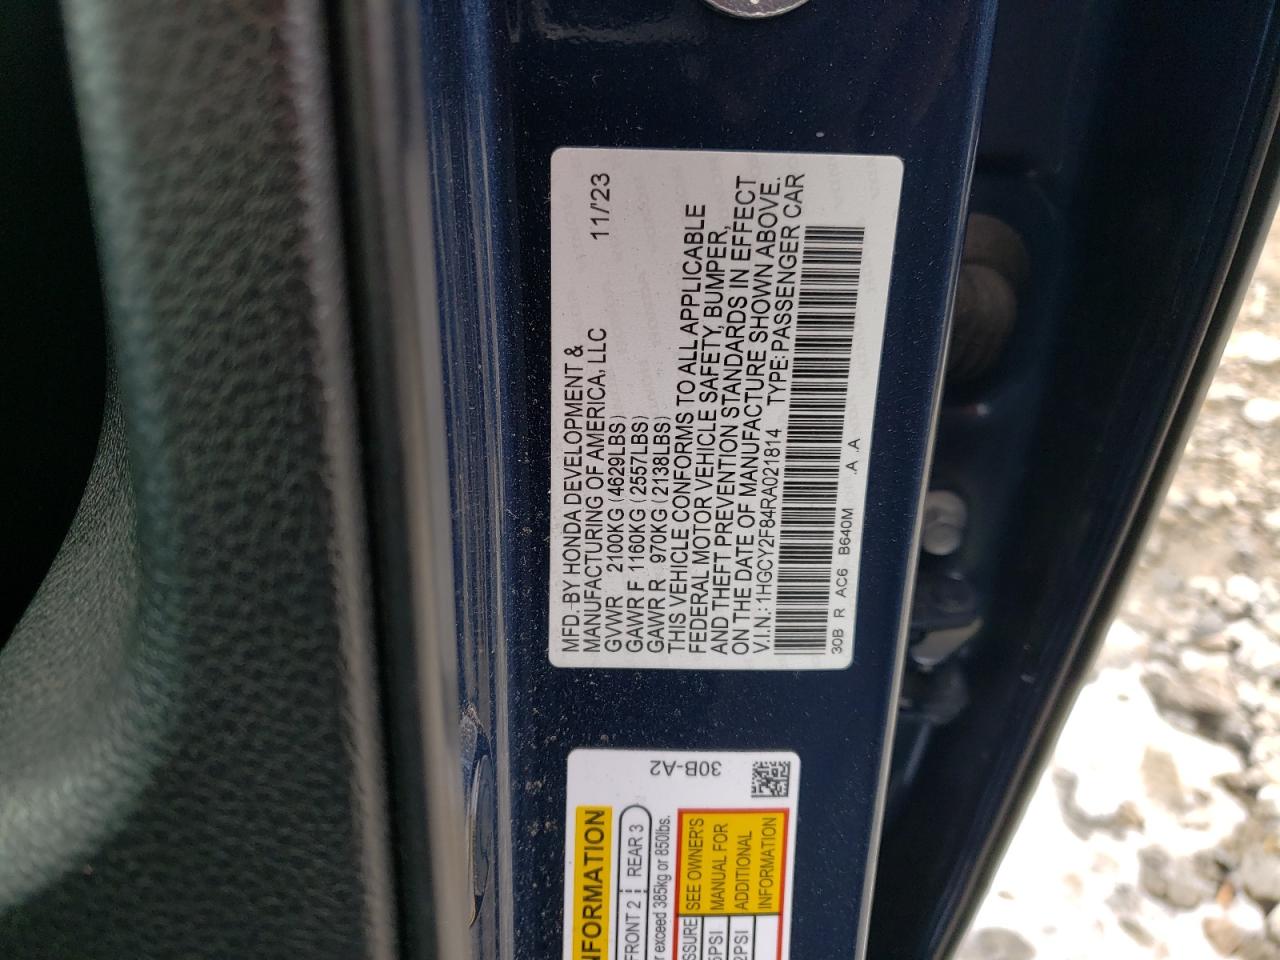 MFD. BY HONDA DEVELOPMENT &
MANUFACTURING OF AMERICA, LLC 11/'23
GVWR 2100KG (4629LBS)
GAWR F 1160KG (2557LBS)
GAWR R 970KG (2138LBS)
THIS VEHICLE CONFORMS TO ALL APPLICABLE
FEDERAL MOTOR VEHICLE SAFETY, BUMPER,
AND THEFT PREVENTION STANDARDS IN EFFECT
ON THE DATE OF MANUFACTURE SHOWN ABOVE.
V.I.N.: 1HGCY2F84RA021814 TYPE: PASSENGER CAR
30B R AC6 B640M .A .A
30B-A2
FRONT 2 REAR 3
exceed 385kg or 850lbs.
SEE OWNER'S
MANUAL FOR
ADDITIONAL
INFORMATION